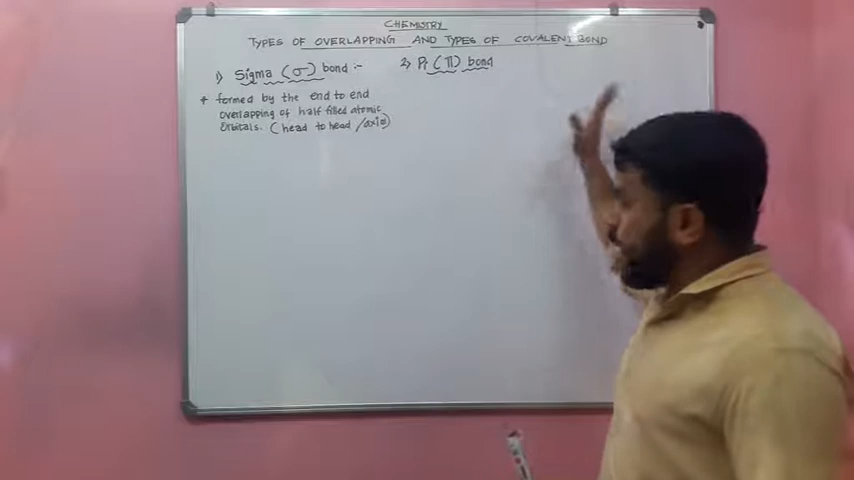 CHEMISTRY
TYPES OF OVERLAPPING AND TYPES OF COVALENT BOND
1) Sigma (σ) bond :-
* formed by the end to end
overlapping of half filled atomic
Orbitals. (head to head /axial)
2) Pi (π) bond